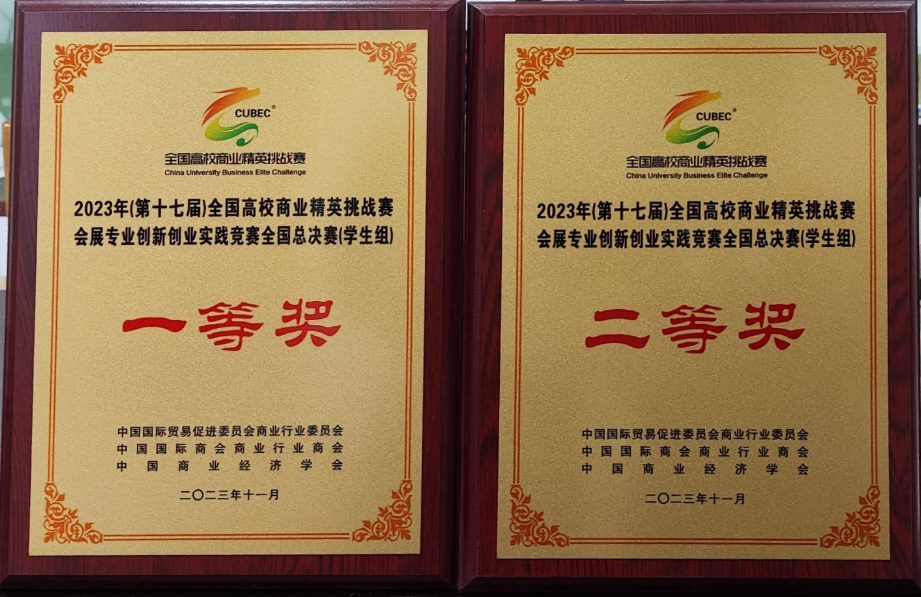 CUBEC®
全国高校商业精英挑战赛
China University Business Elite Challenge
2023年(第十七届)全国高校商业精英挑战赛
会展专业创新创业实践竞赛全国总决赛(学生组)
一等奖
中国国际贸易促进委员会商业行业委员会
中国国际商会商业行业商会
中国商业经济学会
二〇二三年十一月
CUBEC®
全国高校商业精英挑战赛
China University Business Elite Challenge
2023年(第十七届)全国高校商业精英挑战赛
会展专业创新创业实践竞赛全国总决赛(学生组)
二等奖
中国国际贸易促进委员会商业行业委员会
中国国际商会商业行业商会
中国商业经济学会
二〇二三年十一月